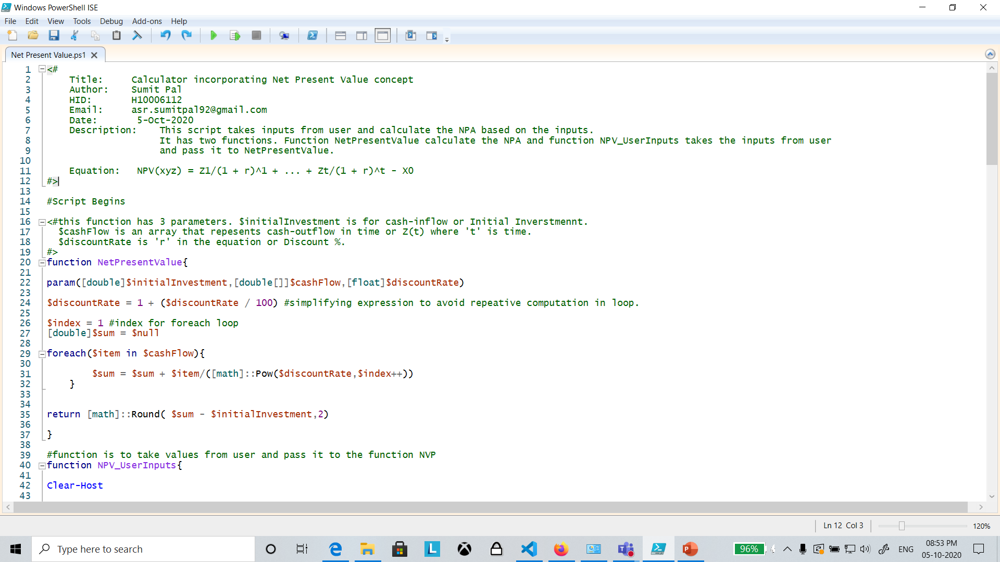 Windows PowerShell ISE
File Edit View Tools Debug Add-ons Help
Net Present Value.ps1
1 <#
2 Title: Calculator incorporating Net Present Value concept
3 Author: Sumit Pal
4 HID: H10006112
5 Email: asr.sumitpal92@gmail.com
6 Date: 5-Oct-2020
7 Description: This script takes inputs from user and calculate the NPA based on the inputs.
8 It has two functions. Function NetPresentValue calculate the NPA and function NPV_UserInputs takes the inputs from user
9 and pass it to NetPresentValue.
10
11 Equation: NPV(xyz) = Z1/(1 + r)^1 + ... + Zt/(1 + r)^t - X0
12 #>
13
14 #Script Begins
15
16 <#this function has 3 parameters. $initialInvestment is for cash-inflow or Initial Inverstmennt.
17 $cashFlow is an array that repesents cash-outflow in time or Z(t) where 't' is time.
18 $discountRate is 'r' in the equation or Discount %.
19 #>
20 function NetPresentValue{
21
22 param([double]$initialInvestment,[double[]]$cashFlow,[float]$discountRate)
23
24 $discountRate = 1 + ($discountRate / 100) #simplifying expression to avoid repeative computation in loop.
25
26 $index = 1 #index for foreach loop
27 [double]$sum = $null
28
29 foreach($item in $cashFlow){
30
31 $sum = $sum + $item/([math]::Pow($discountRate,$index++))
32 }
33
34
35 return [math]::Round( $sum - $initialInvestment,2)
36
37 }
38
39 #function is to take values from user and pass it to the function NVP
40 function NPV_UserInputs{
41
42 Clear-Host
43
Ln 12 Col 3 120%
Type here to search
96% ENG
08:53 PM
05-10-2020